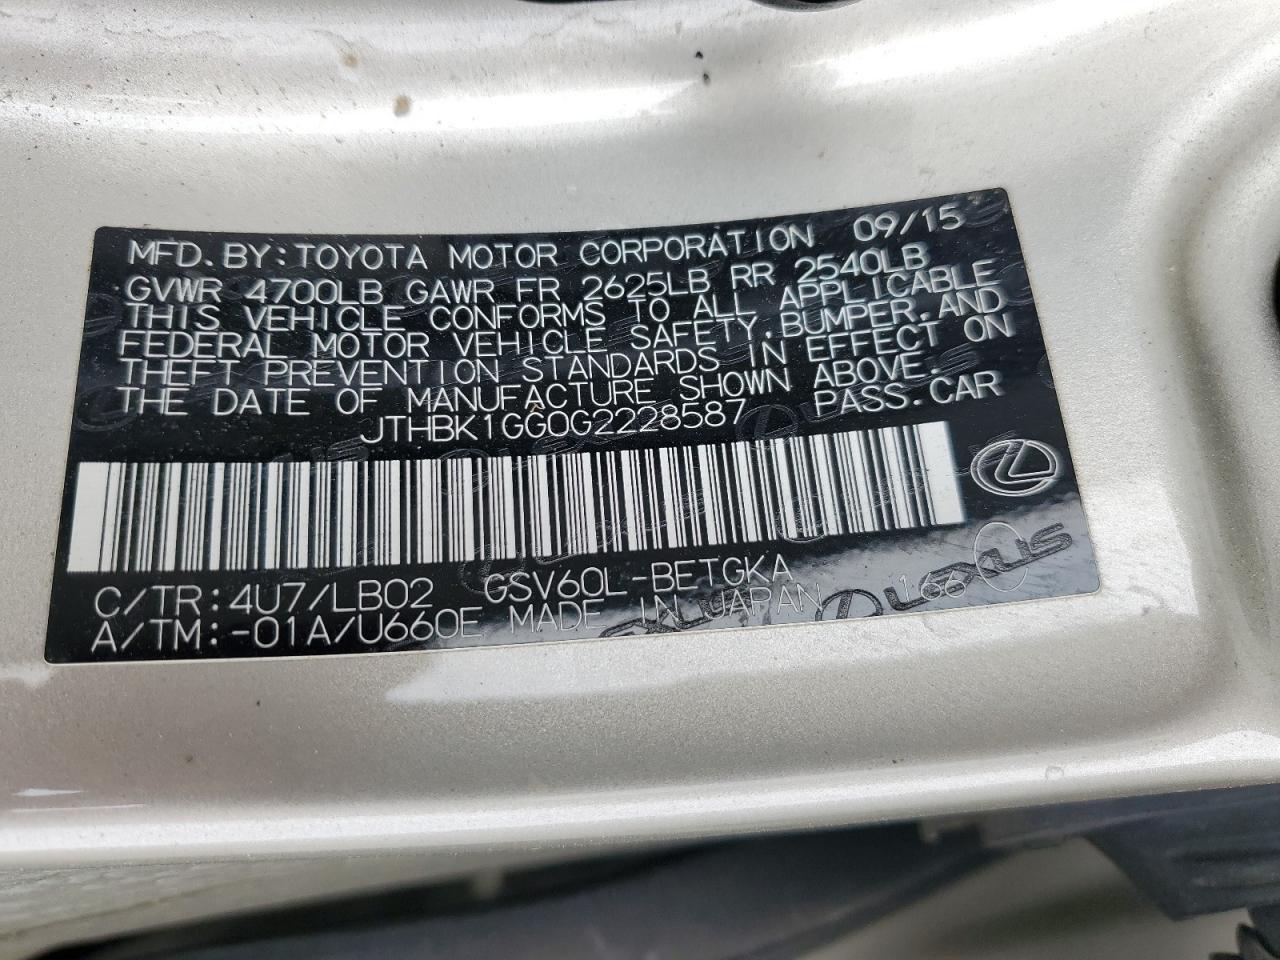 MFD.BY:TOYOTA MOTOR CORPORATION 09/15
GVWR 4700LB GAWR FR 2625LB RR 2540LB
THIS VEHICLE CONFORMS TO ALL APPLICABLE
FEDERAL MOTOR VEHICLE SAFETY,BUMPER,AND
THEFT PREVENTION STANDARDS IN EFFECT ON
THE DATE OF MANUFACTURE SHOWN ABOVE.
JTHBK1GG0G2228587 PASS.CAR
C/TR:4U7/LB02 GSV60L-BETGKA
A/TM:-01A/U660E MADE IN JAPAN 166
LEXUS